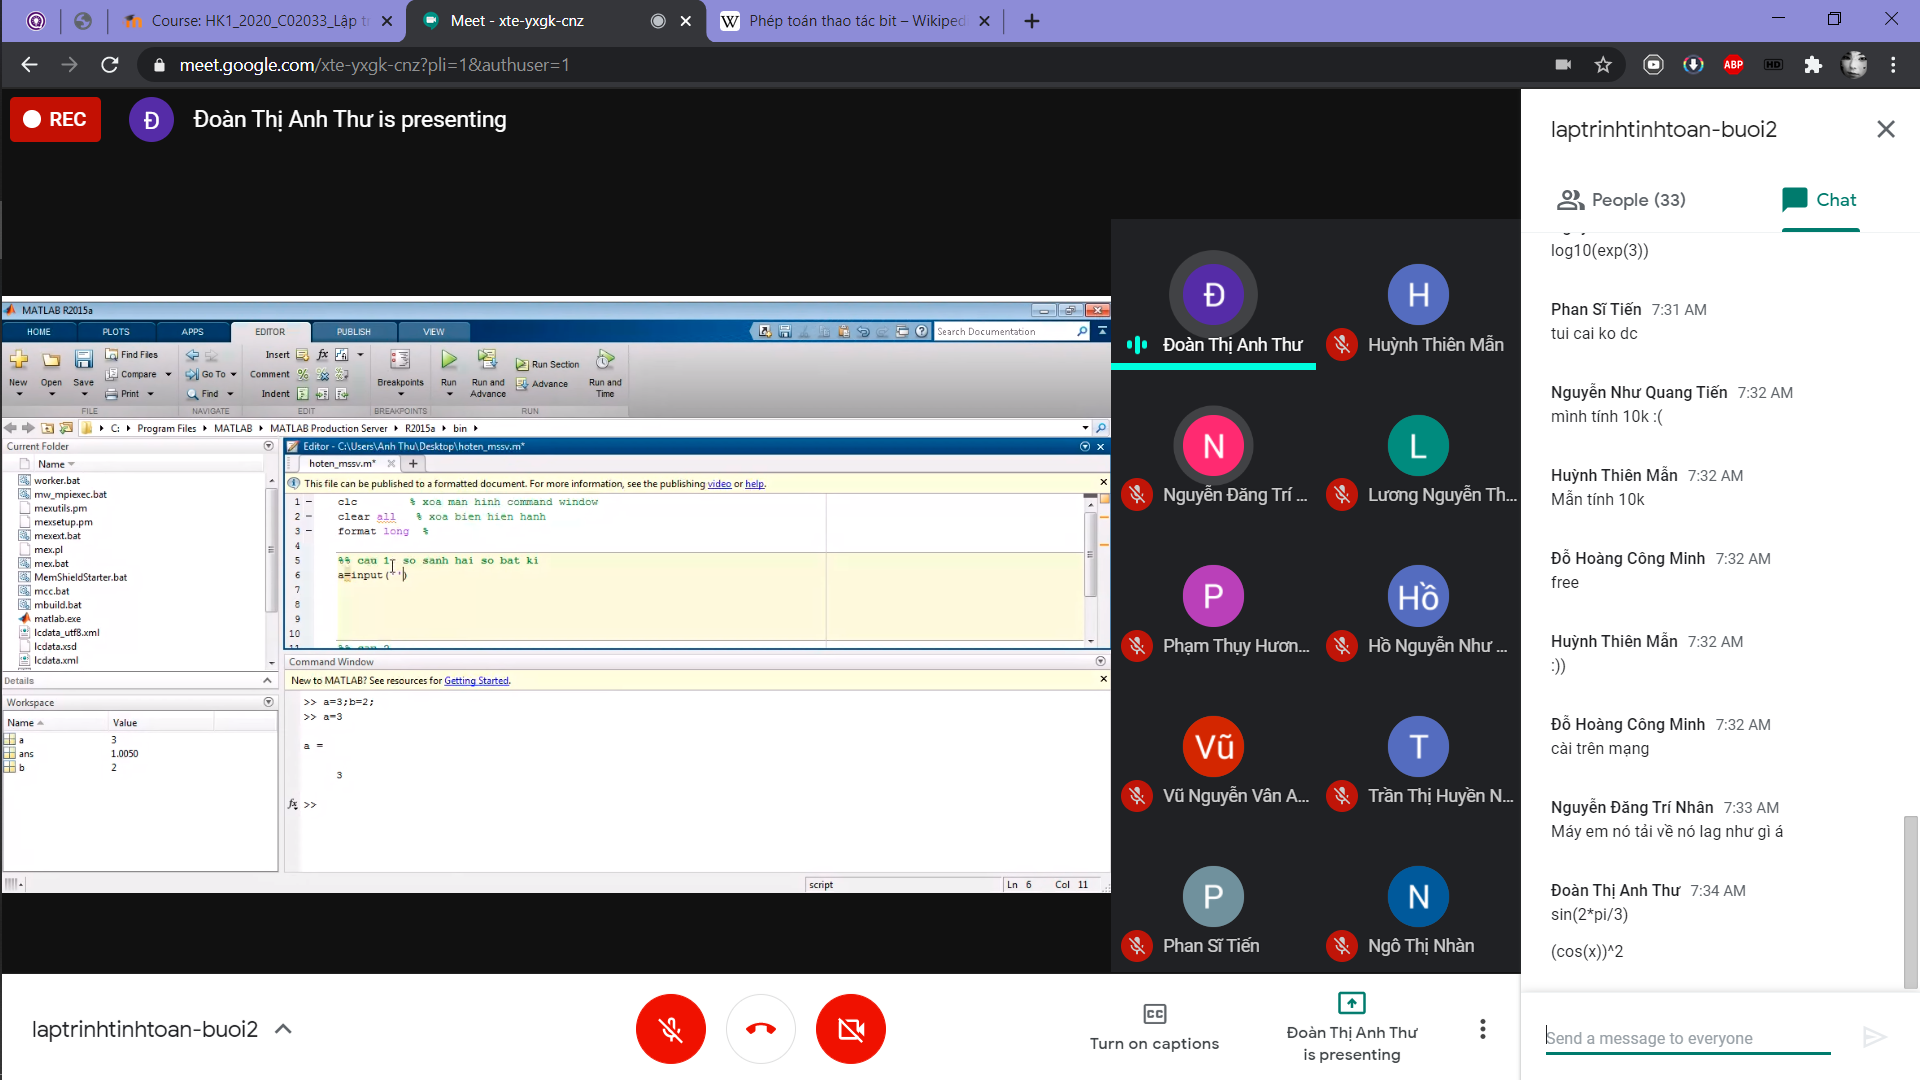 Course: HK1_2020_C02033_Lập tr
Meet - xte-yxgk-cnz
Phép toán thao tác bit – Wikiped
meet.google.com/xte-yxgk-cnz?pli=1&authuser=1
ABP
HD
REC
Đ
Đoàn Thị Anh Thư is presenting
MATLAB R2015a
HOME PLOTS APPS EDITOR PUBLISH VIEW
Search Documentation
New
Open
Save
Find Files
Compare
Print
FILE
Go To
Find
NAVIGATE
Insert
Comment
Indent
EDIT
Breakpoints
BREAKPOINTS
Run
Run and Advance
Run Section
Advance
Run and Time
RUN
C: Program Files MATLAB MATLAB Production Server R2015a bin
Current Folder
Name
worker.bat
mw_mpiexec.bat
mexutils.pm
mexsetup.pm
mexext.bat
mex.pl
mex.bat
MemShieldStarter.bat
mcc.bat
mbuild.bat
matlab.exe
lcdata_utf8.xml
lcdata.xsd
lcdata.xml
Details
Workspace
Name Value
a 3
ans 1.0050
b 2
Editor - C:\Users\Anh Thu\Desktop\hoten_mssv.m*
hoten_mssv.m*
This file can be published to a formatted document. For more information, see the publishing video or help.
1 clc % xoa man hinh command window
2 clear all % xoa bien hien hanh
3 format long %
4
5 %% cau 1 so sanh hai so bat ki
6 a=input('')
7
8
9
10
11 %% cau 2
Command Window
New to MATLAB? See resources for Getting Started.
>> a=3;b=2;
>> a=3
a =
3
fx >>
script
Ln 6 Col 11
Đ
Đoàn Thị Anh Thư
H
Huỳnh Thiên Mẫn
N
Nguyễn Đăng Trí ...
L
Lương Nguyễn Th...
P
Phạm Thụy Hươn...
Hồ
Hồ Nguyễn Như ...
Vũ
Vũ Nguyễn Vân A...
T
Trần Thị Huyền N...
P
Phan Sĩ Tiến
N
Ngô Thị Nhàn
laptrinhtinhtoan-buoi2
People (33)
Chat
log10(exp(3))
Phan Sĩ Tiến 7:31 AM
tui cai ko dc
Nguyễn Như Quang Tiến 7:32 AM
mình tính 10k :(
Huỳnh Thiên Mẫn 7:32 AM
Mẫn tính 10k
Đỗ Hoàng Công Minh 7:32 AM
free
Huỳnh Thiên Mẫn 7:32 AM
:))
Đỗ Hoàng Công Minh 7:32 AM
cài trên mạng
Nguyễn Đăng Trí Nhân 7:33 AM
Máy em nó tải về nó lag như gì á
Đoàn Thị Anh Thư 7:34 AM
sin(2*pi/3)
(cos(x))^2
Send a message to everyone
laptrinhtinhtoan-buoi2
Turn on captions
Đoàn Thị Anh Thư
is presenting